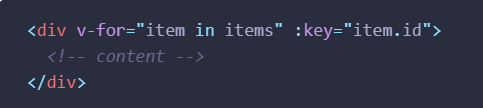 <div v-for="item in items" :key="item.id">
  <!-- content -->
</div>